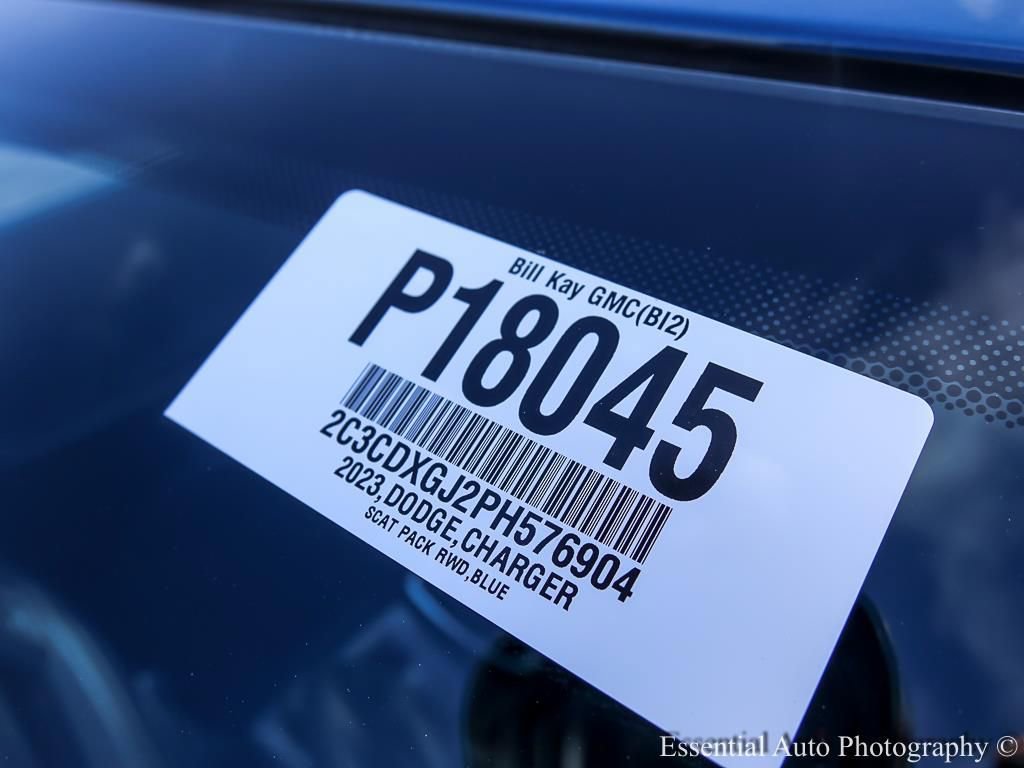 Bill Kay GMC(BI2)
P18045
2C3CDXGJ2PH576904
2023,DODGE,CHARGER
SCAT PACK RWD,BLUE
Essential Auto Photography ©